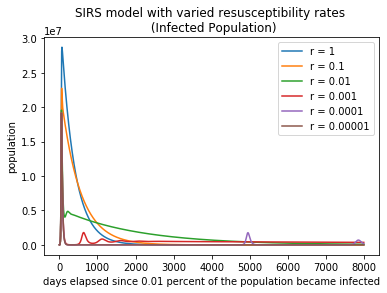 SIRS model with varied resusceptibility rates
(Infected Population)
1e7
3.0
2.5
2.0
1.5
1.0
0.5
0.0
population
r = 1
r = 0.1
r = 0.01
r = 0.001
r = 0.0001
r = 0.00001
0 1000 2000 3000 4000 5000 6000 7000 8000
days elapsed since 0.01 percent of the population became infected